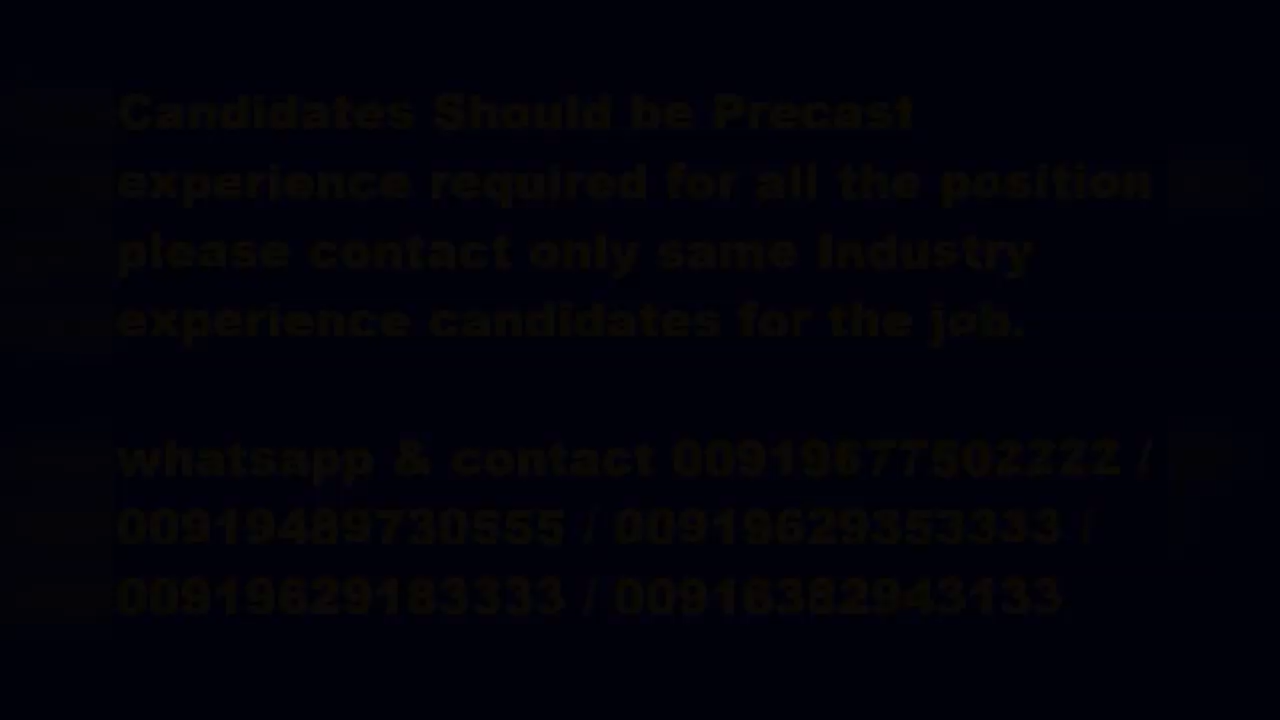 Candidates Should be Precast
experience required for all the position
please contact only same Industry
experience candidates for the job.
whatsapp & contact 00919677502222 /
00919489730555 / 00919629353333 /
00919629183333 / 00916382943133